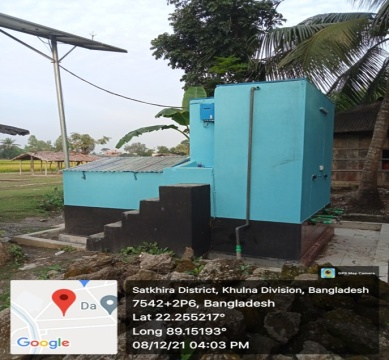 GPS Map Camera
Satkhira District, Khulna Division, Bangladesh
7542+2P6, Bangladesh
Lat 22.255217°
Long 89.15193°
08/12/21 04:03 PM
Da
Google